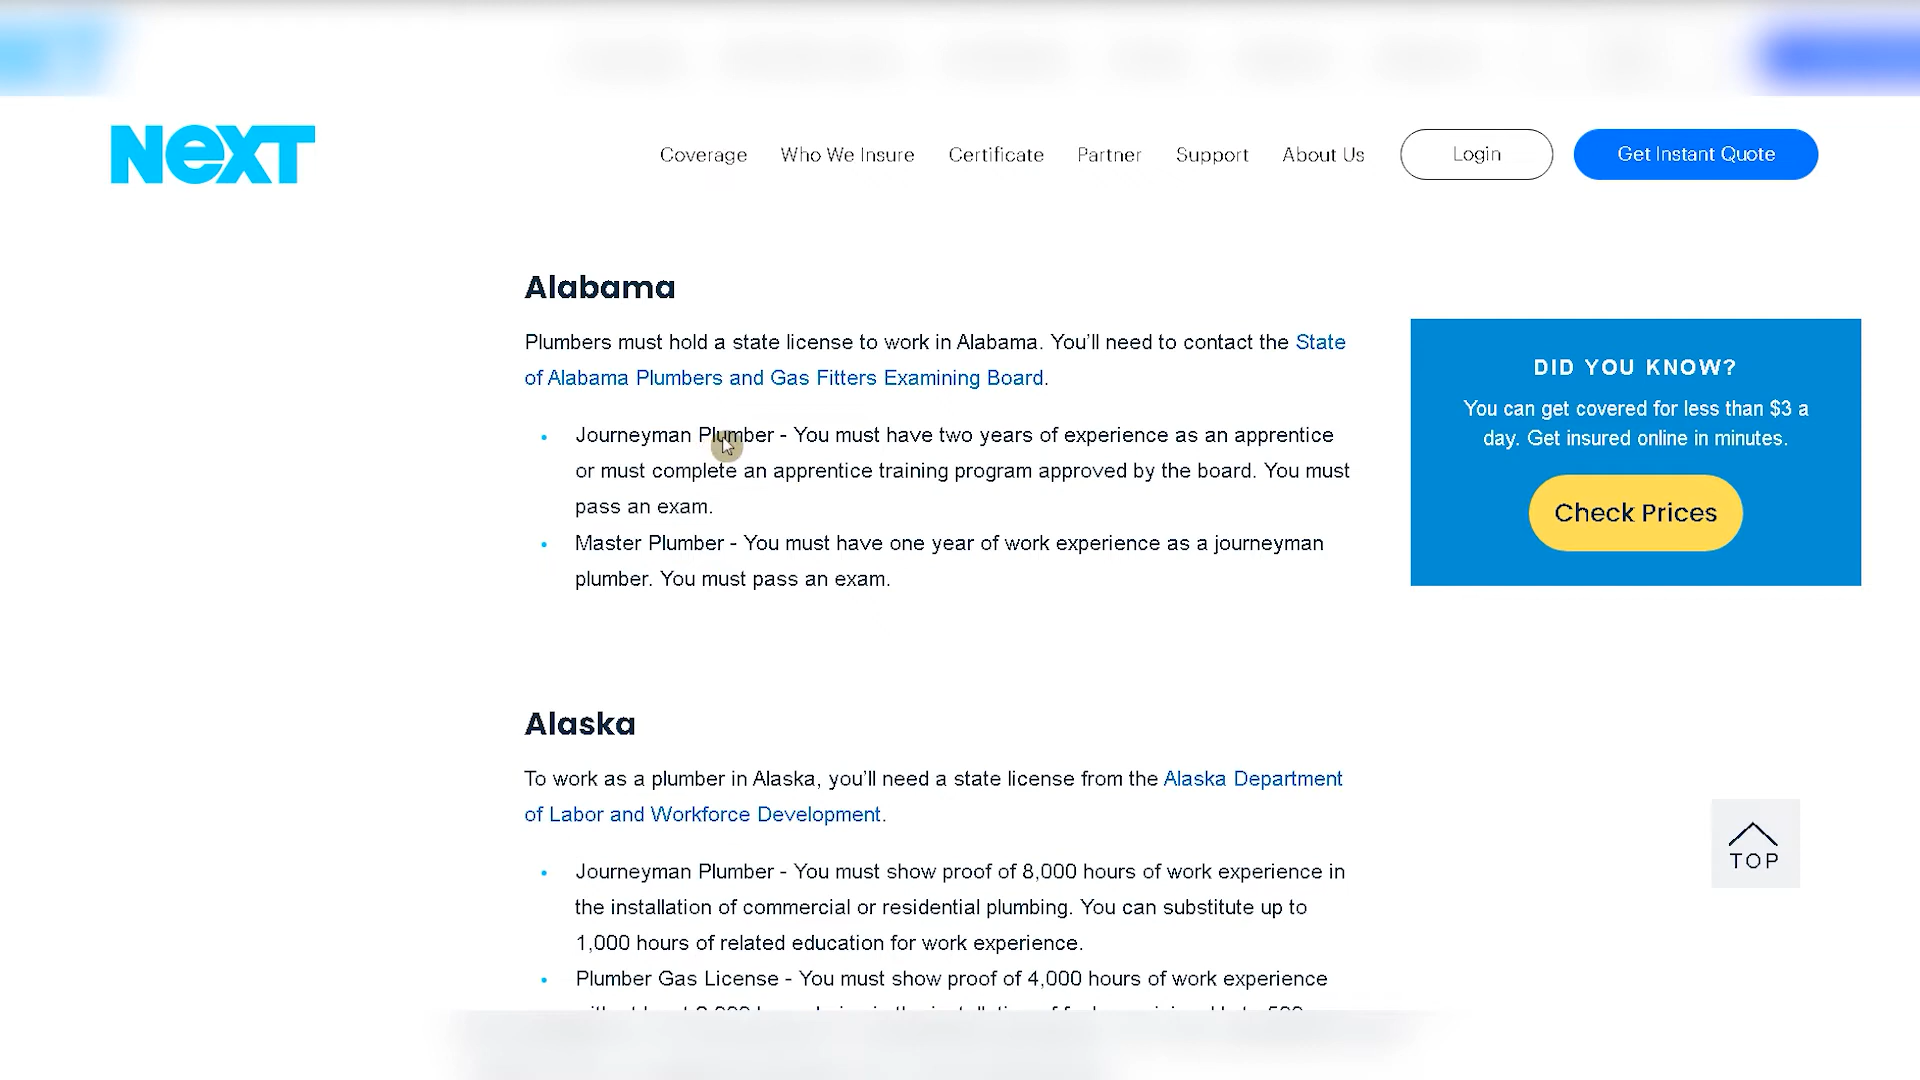 NeXT
Coverage
Who We Insure
Certificate
Partner
Support
About Us
Login
Get Instant Quote
Alabama
Plumbers must hold a state license to work in Alabama. You’ll need to contact the State
of Alabama Plumbers and Gas Fitters Examining Board.
Journeyman Plumber - You must have two years of experience as an apprentice
or must complete an apprentice training program approved by the board. You must
pass an exam.
Master Plumber - You must have one year of work experience as a journeyman
plumber. You must pass an exam.
DID YOU KNOW?
You can get covered for less than $3 a
day. Get insured online in minutes.
Check Prices
Alaska
To work as a plumber in Alaska, you’ll need a state license from the Alaska Department
of Labor and Workforce Development.
Journeyman Plumber - You must show proof of 8,000 hours of work experience in
the installation of commercial or residential plumbing. You can substitute up to
1,000 hours of related education for work experience.
Plumber Gas License - You must show proof of 4,000 hours of work experience
TOP